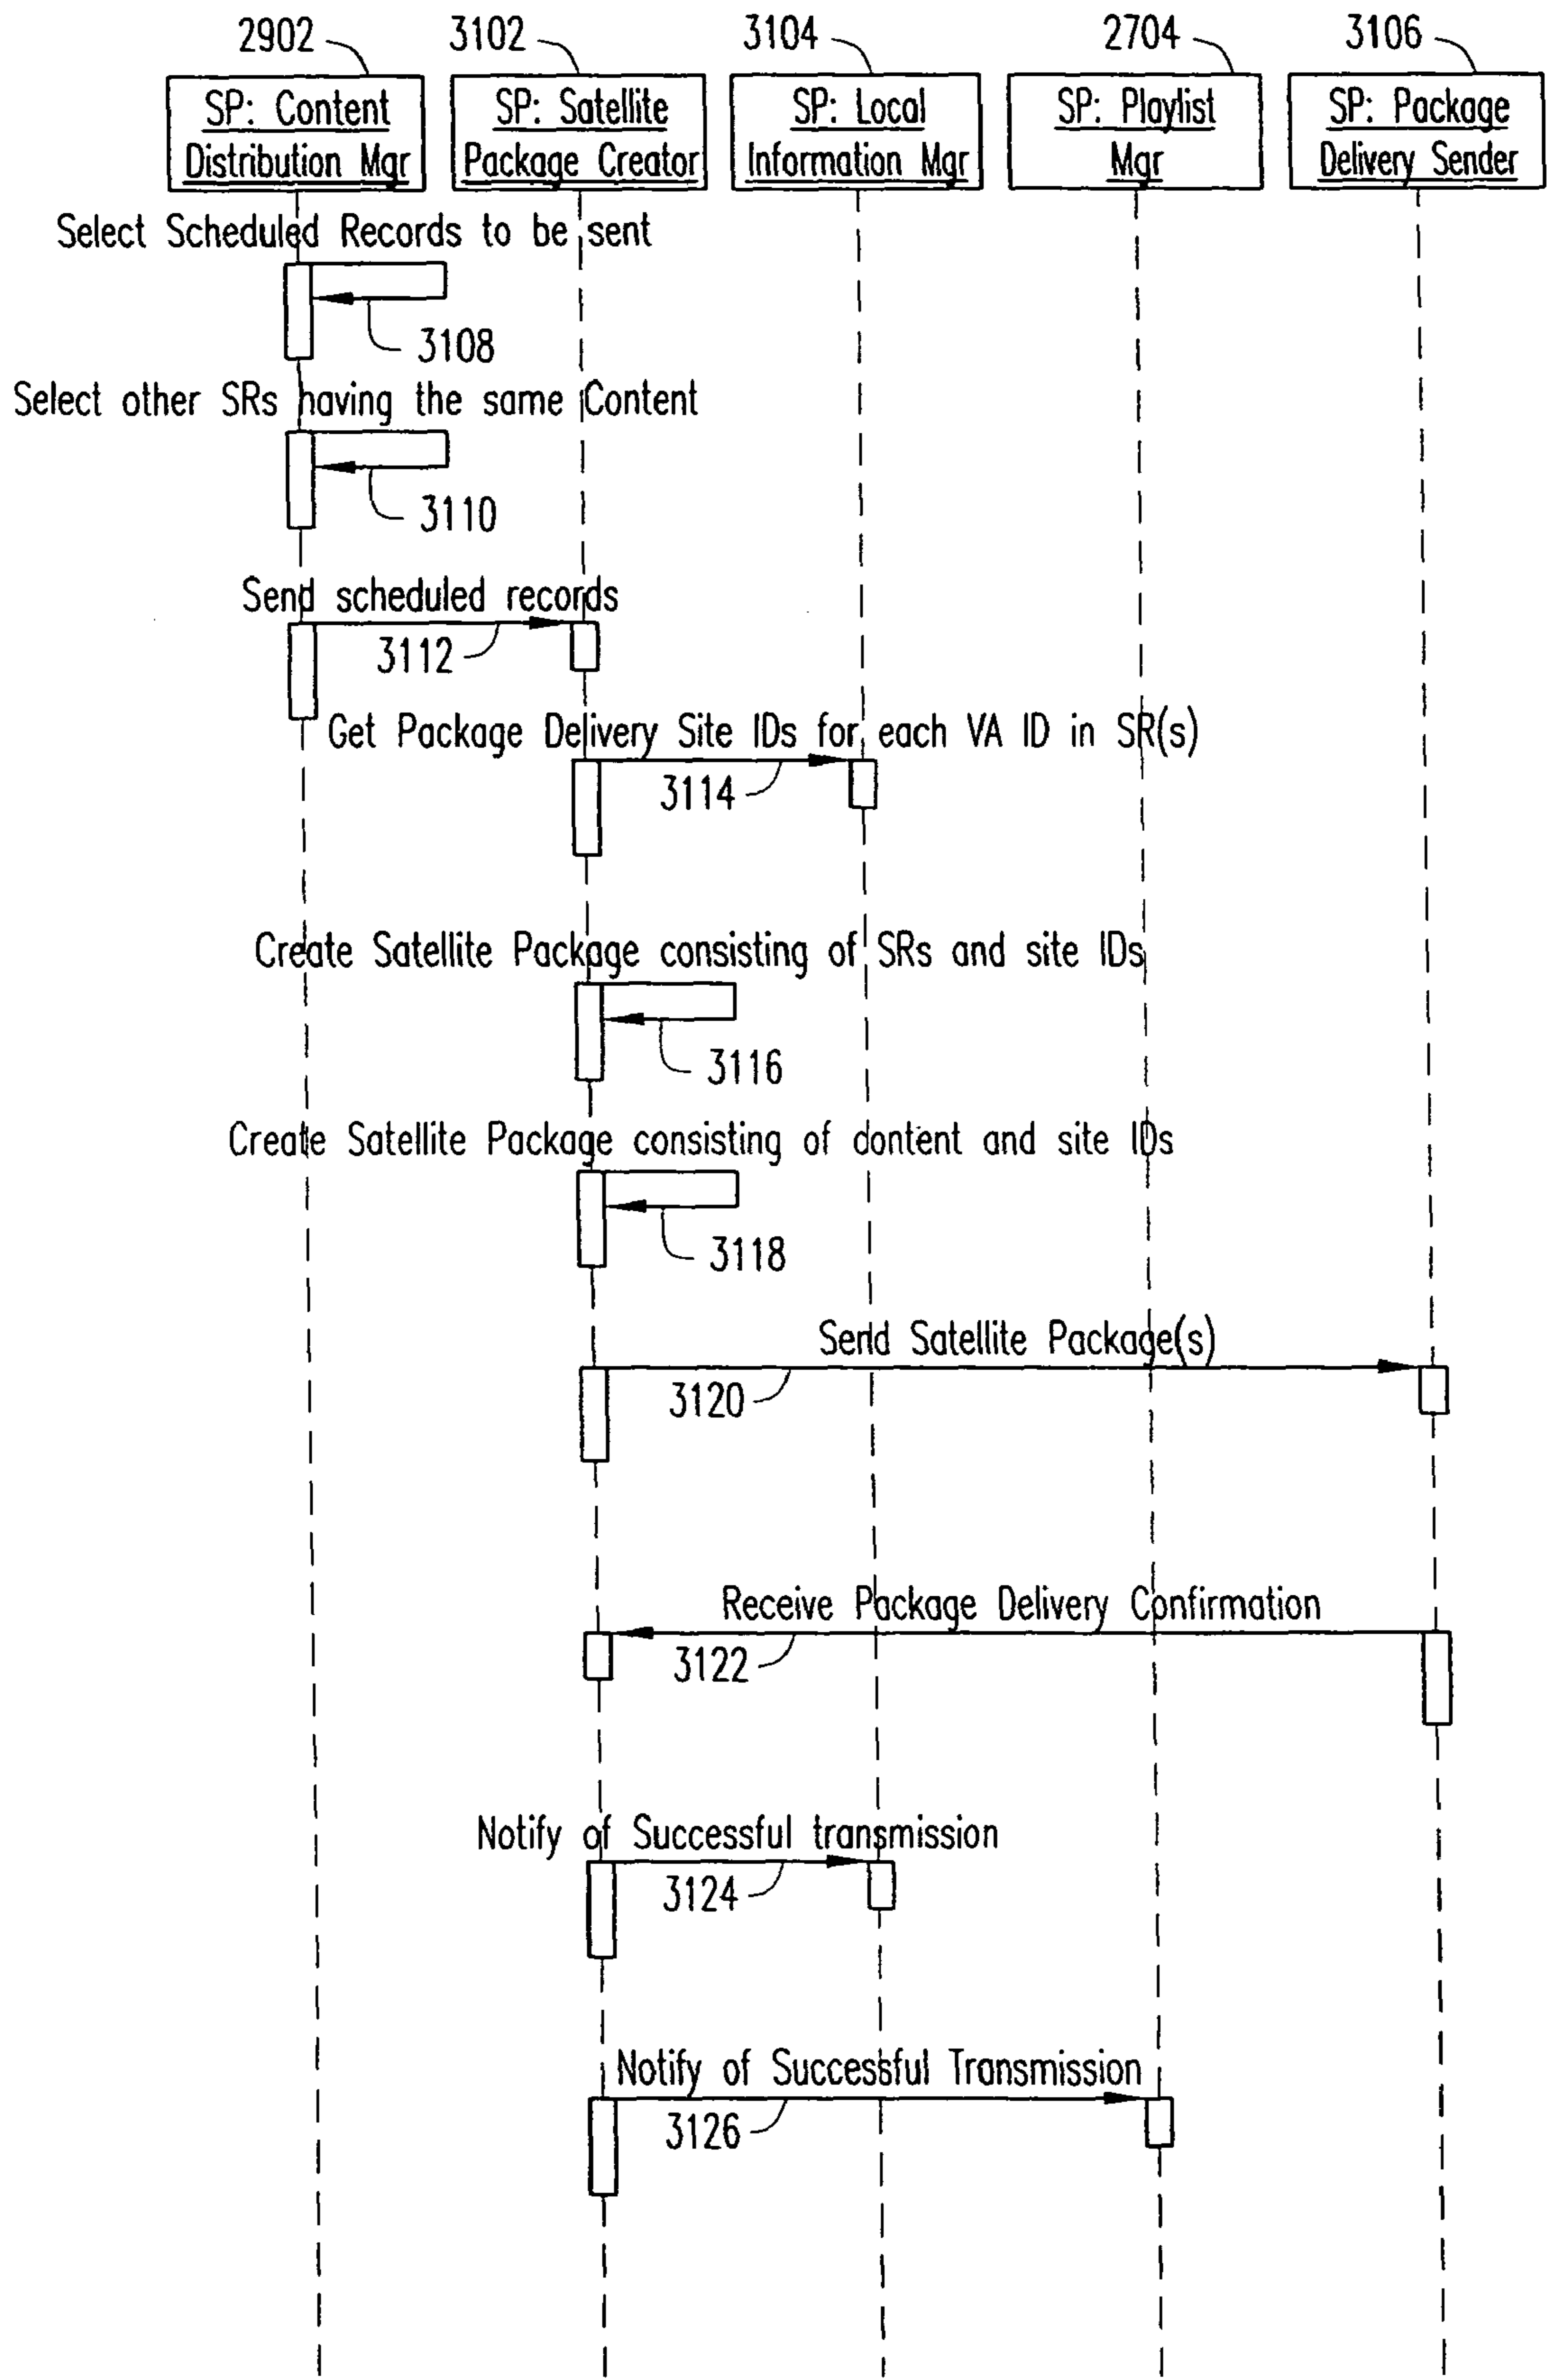 2902 3102 3104 2704 3106
SP: Content
Distribution Mgr
SP: Satellite
Package Creator
SP: Local
Information Mgr
SP: Playlist
Mgr
SP: Package
Delivery Sender
Select Scheduled Records to be sent
3108
Select other SRs having the same Content
3110
Send scheduled records
3112
Get Package Delivery Site IDs for each VA ID in SR(s)
3114
Create Satellite Package consisting of SRs and site IDs
3116
Create Satellite Package consisting of content and site IDs
3118
Send Satellite Package(s)
3120
Receive Package Delivery Confirmation
3122
Notify of Successful transmission
3124
Notify of Successful Transmission
3126